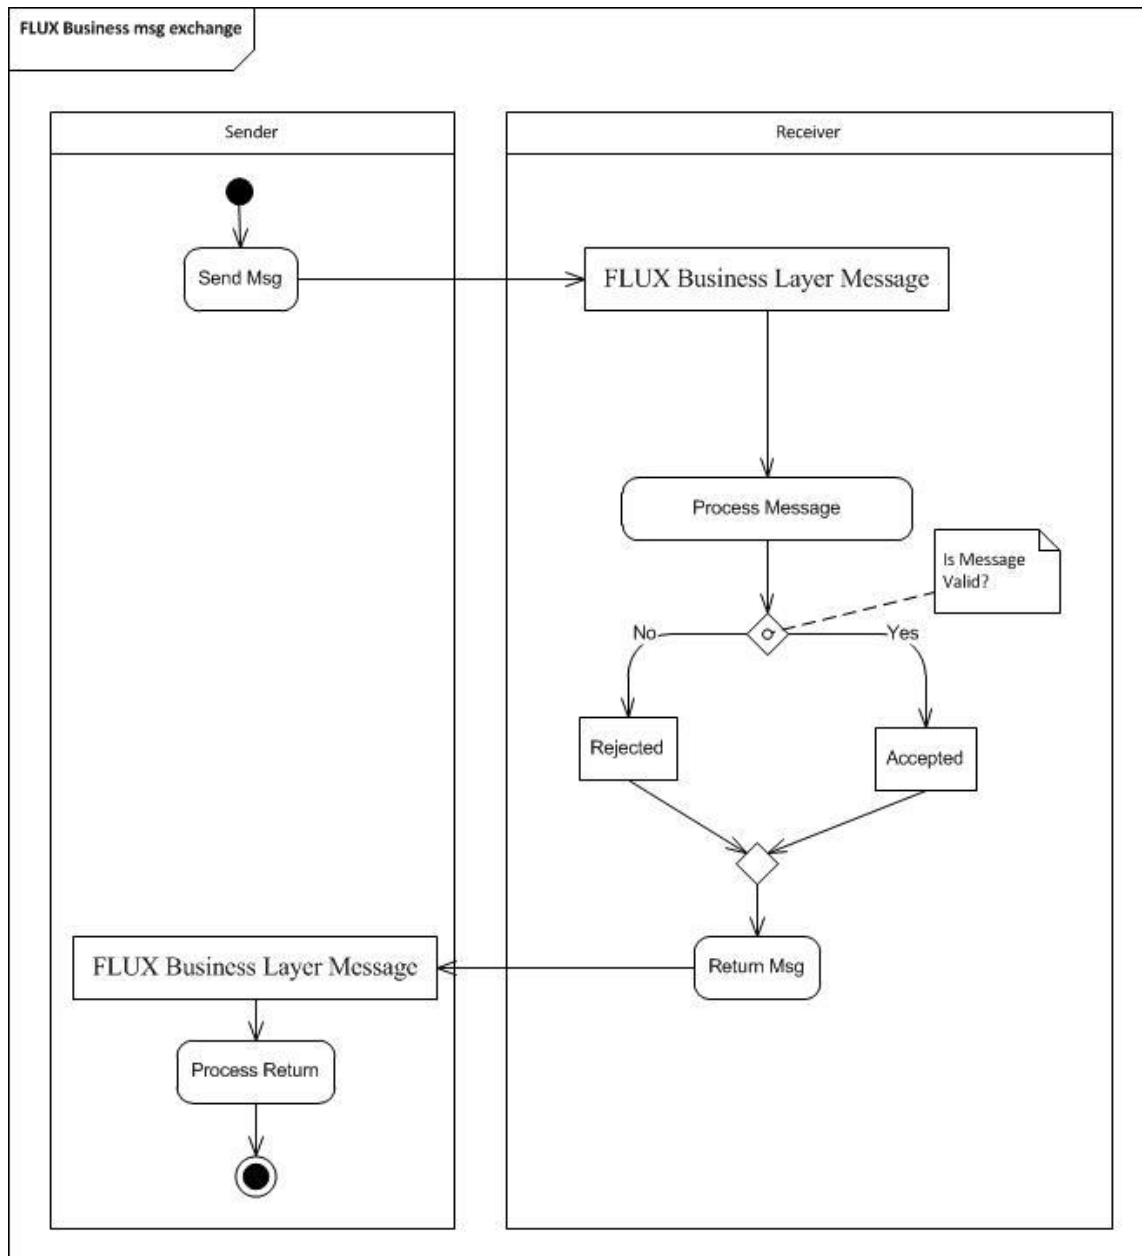 FLUX Business msg exchange
Sender
Receiver
Send Msg
FLUX Business Layer Message
Process Message
Is Message
Valid?
No
Yes
Rejected
Accepted
FLUX Business Layer Message
Return Msg
Process Return